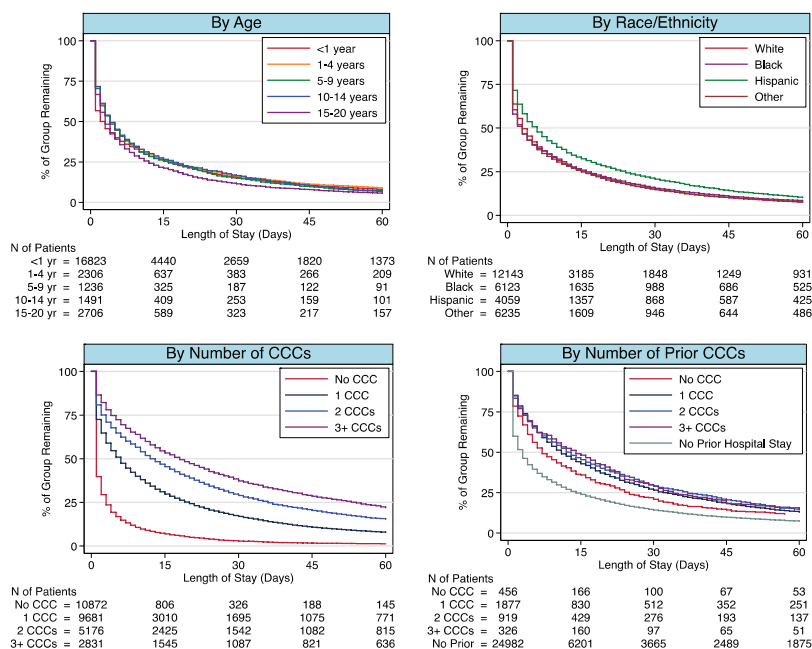 By Age
% of Group Remaining
100
75
50
25
0
<1 year
1-4 years
5-9 years
10-14 years
15-20 years
0 15 30 45 60
Length of Stay (Days)
N of Patients
<1 yr = 16823 4440 2659 1820 1373
1-4 yr = 2306 637 383 266 209
5-9 yr = 1236 325 187 122 91
10-14 yr = 1491 409 253 159 101
15-20 yr = 2706 589 323 217 157
By Race/Ethnicity
% of Group Remaining
100
75
50
25
0
White
Black
Hispanic
Other
0 15 30 45 60
Length of Stay (Days)
N of Patients
White = 12143 3185 1848 1249 931
Black = 6123 1635 988 686 525
Hispanic = 4059 1357 868 587 425
Other = 6235 1609 946 644 486
By Number of CCCs
% of Group Remaining
100
75
50
25
0
No CCC
1 CCC
2 CCCs
3+ CCCs
0 15 30 45 60
Length of Stay (Days)
N of Patients
No CCC = 10872 806 326 188 145
1 CCC = 9681 3010 1695 1075 771
2 CCCs = 5176 2425 1542 1082 815
3+ CCCs = 2831 1545 1087 821 636
By Number of Prior CCCs
% of Group Remaining
100
75
50
25
0
No CCC
1 CCC
2 CCCs
3+ CCCs
No Prior Hospital Stay
0 15 30 45 60
Length of Stay (Days)
N of Patients
No CCC = 456 166 100 67 53
1 CCC = 1877 830 512 352 251
2 CCCs = 919 429 276 193 137
3+ CCCs = 326 160 97 65 51
No Prior = 24982 6201 3665 2489 1875